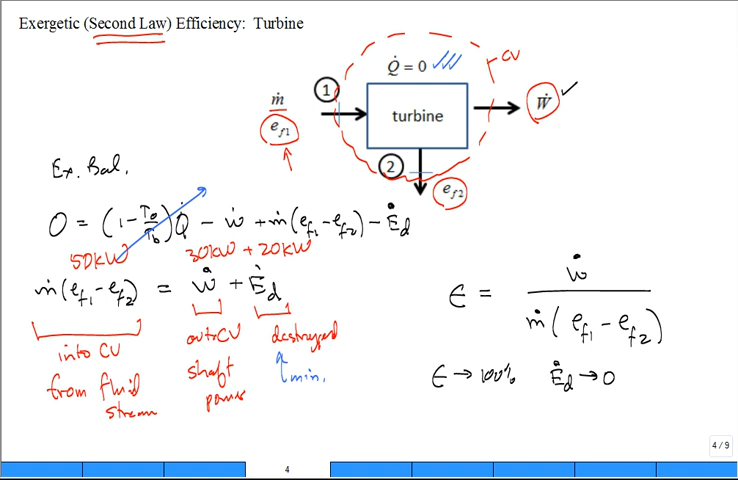 Exergetic (Second Law) Efficiency: Turbine
Q̇ = 0
CV
1
ṁ
e_f1
turbine
Ẇ
2
e_f2
Ex. Bal.
0 = (1 - T_0/T_b) Q̇ - Ẇ + ṁ(e_f1 - e_f2) - Ė_d
50kW 30kW + 20kW
ṁ(e_f1 - e_f2) = Ẇ + Ė_d
into CV out CV destroyed
from fluid stream shaft power min.
ϵ = Ẇ / ṁ(e_f1 - e_f2)
ϵ → 100% Ė_d → 0
4 / 9
4